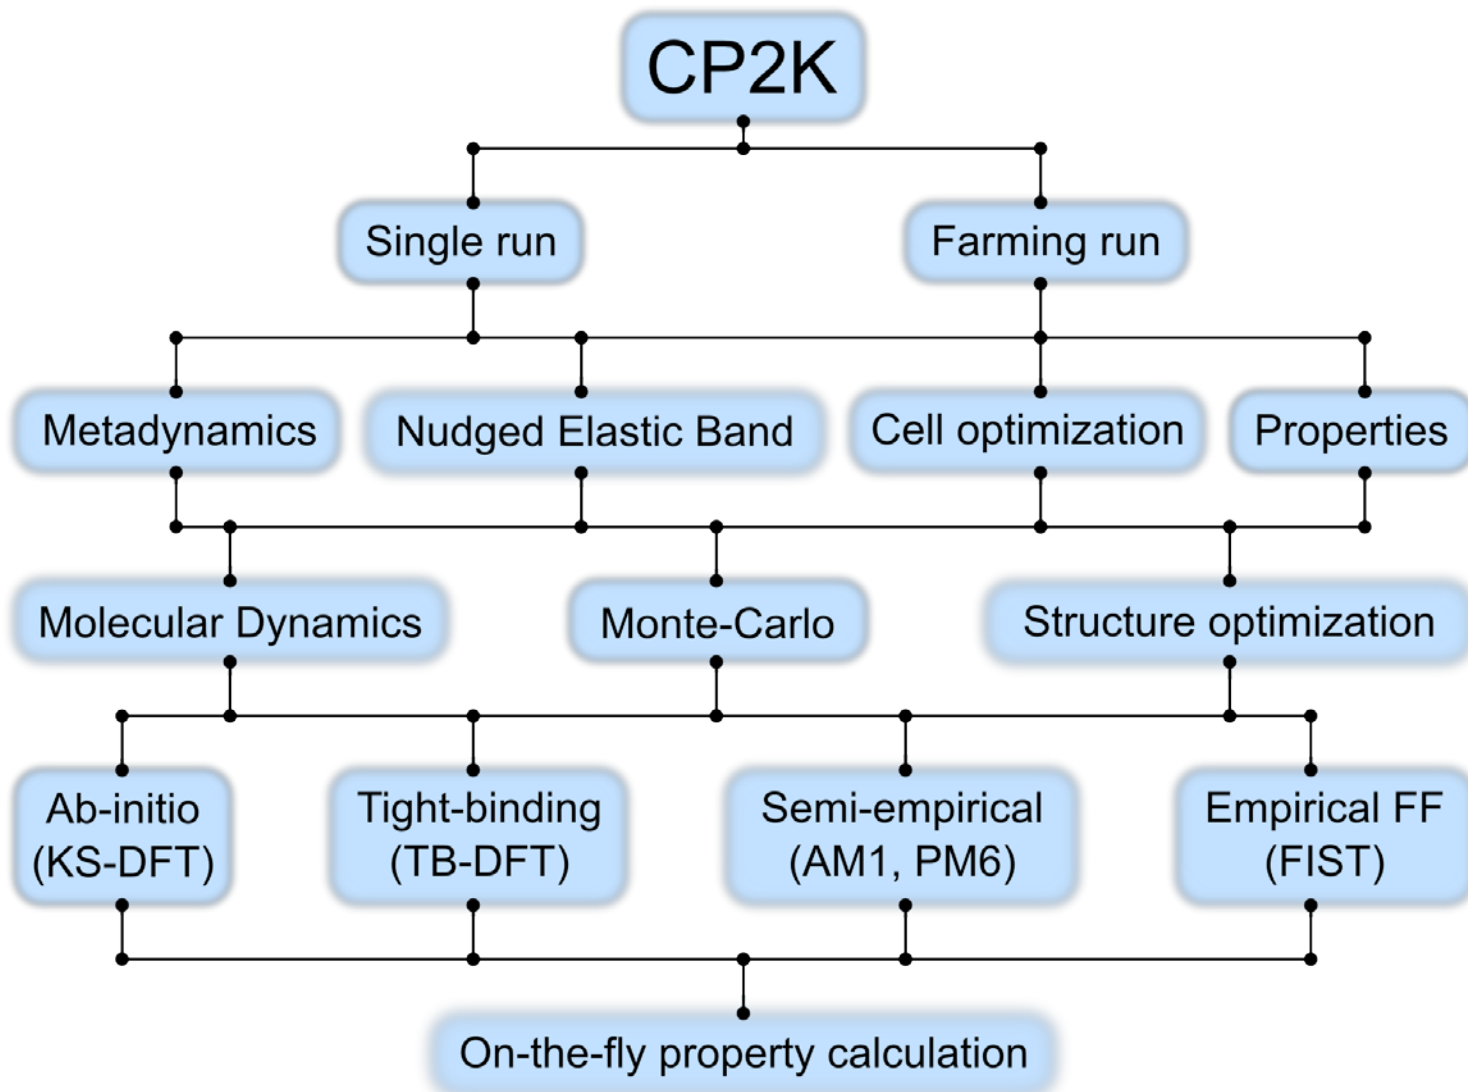 CP2K
Single run
Farming run
Metadynamics
Nudged Elastic Band
Cell optimization
Properties
Molecular Dynamics
Monte-Carlo
Structure optimization
Ab-initio
(KS-DFT)
Tight-binding
(TB-DFT)
Semi-empirical
(AM1, PM6)
Empirical FF
(FIST)
On-the-fly property calculation